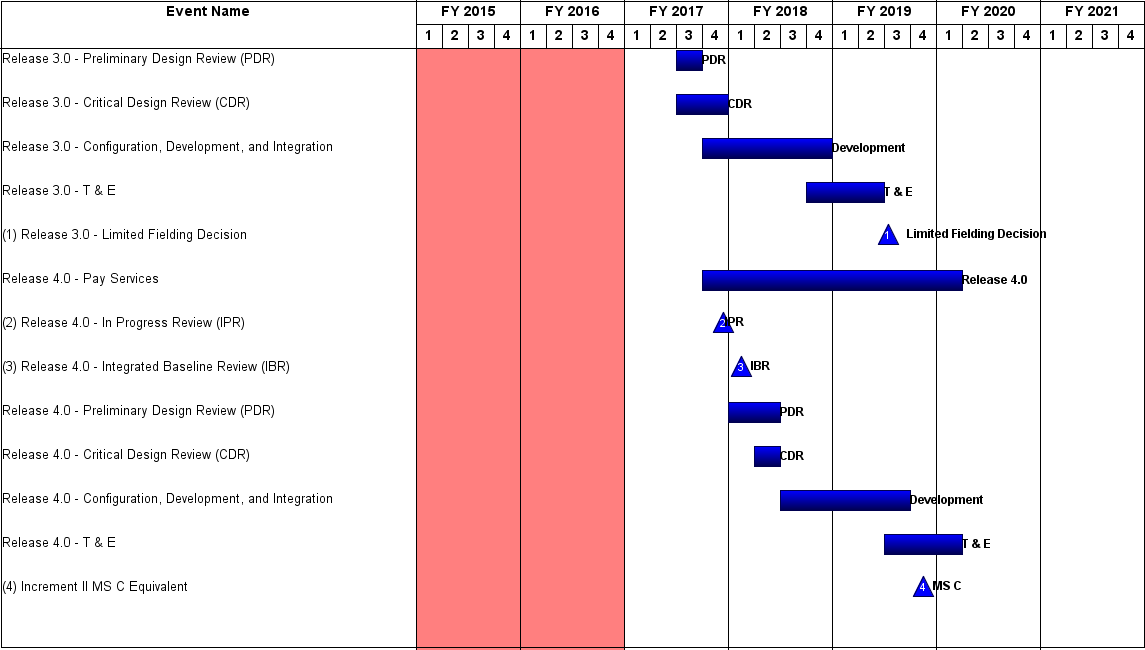 Event Name FY 2015 FY 2016 FY 2017 FY 2018 FY 2019 FY 2020 FY 2021
1 2 3 4 1 2 3 4 1 2 3 4 1 2 3 4 1 2 3 4 1 2 3 4 1 2 3 4
Release 3.0 - Preliminary Design Review (PDR) PDR
Release 3.0 - Critical Design Review (CDR) CDR
Release 3.0 - Configuration, Development, and Integration Development
Release 3.0 - T & E T & E
(1) Release 3.0 - Limited Fielding Decision 1 Limited Fielding Decision
Release 4.0 - Pay Services Release 4.0
(2) Release 4.0 - In Progress Review (IPR) 2 PR
(3) Release 4.0 - Integrated Baseline Review (IBR) 3 IBR
Release 4.0 - Preliminary Design Review (PDR) PDR
Release 4.0 - Critical Design Review (CDR) CDR
Release 4.0 - Configuration, Development, and Integration Development
Release 4.0 - T & E T & E
(4) Increment II MS C Equivalent 4 MS C